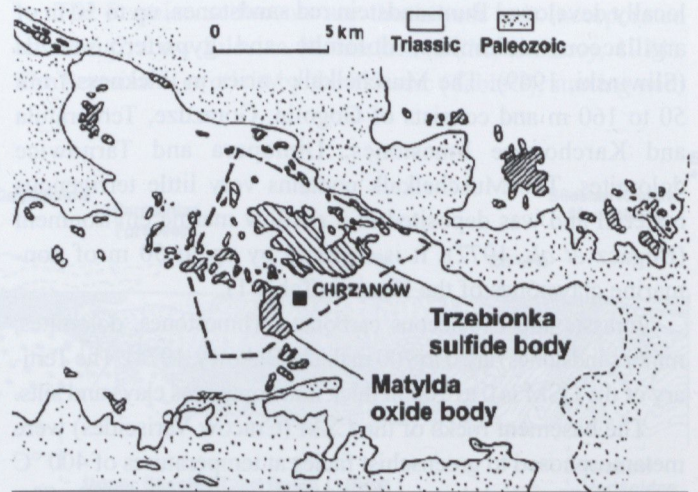 0 5 km
Triassic Paleozoic
CHRZANÓW
Trzebionka
sulfide body
Matylda
oxide body